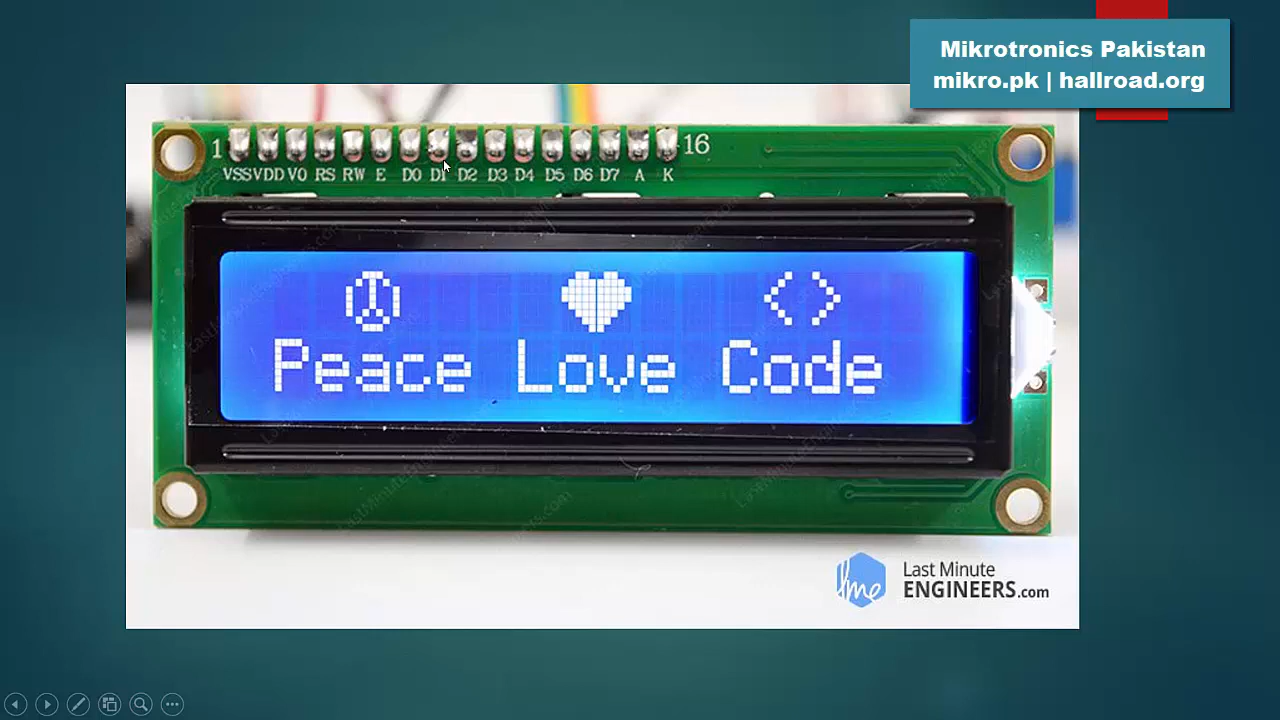 Mikrotronics Pakistan
mikro.pk | hallroad.org
1 16
VSS VDD V0 RS RW E D0 D1 D2 D3 D4 D5 D6 D7 A K
Peace Love Code
lme
Last Minute
ENGINEERS.com